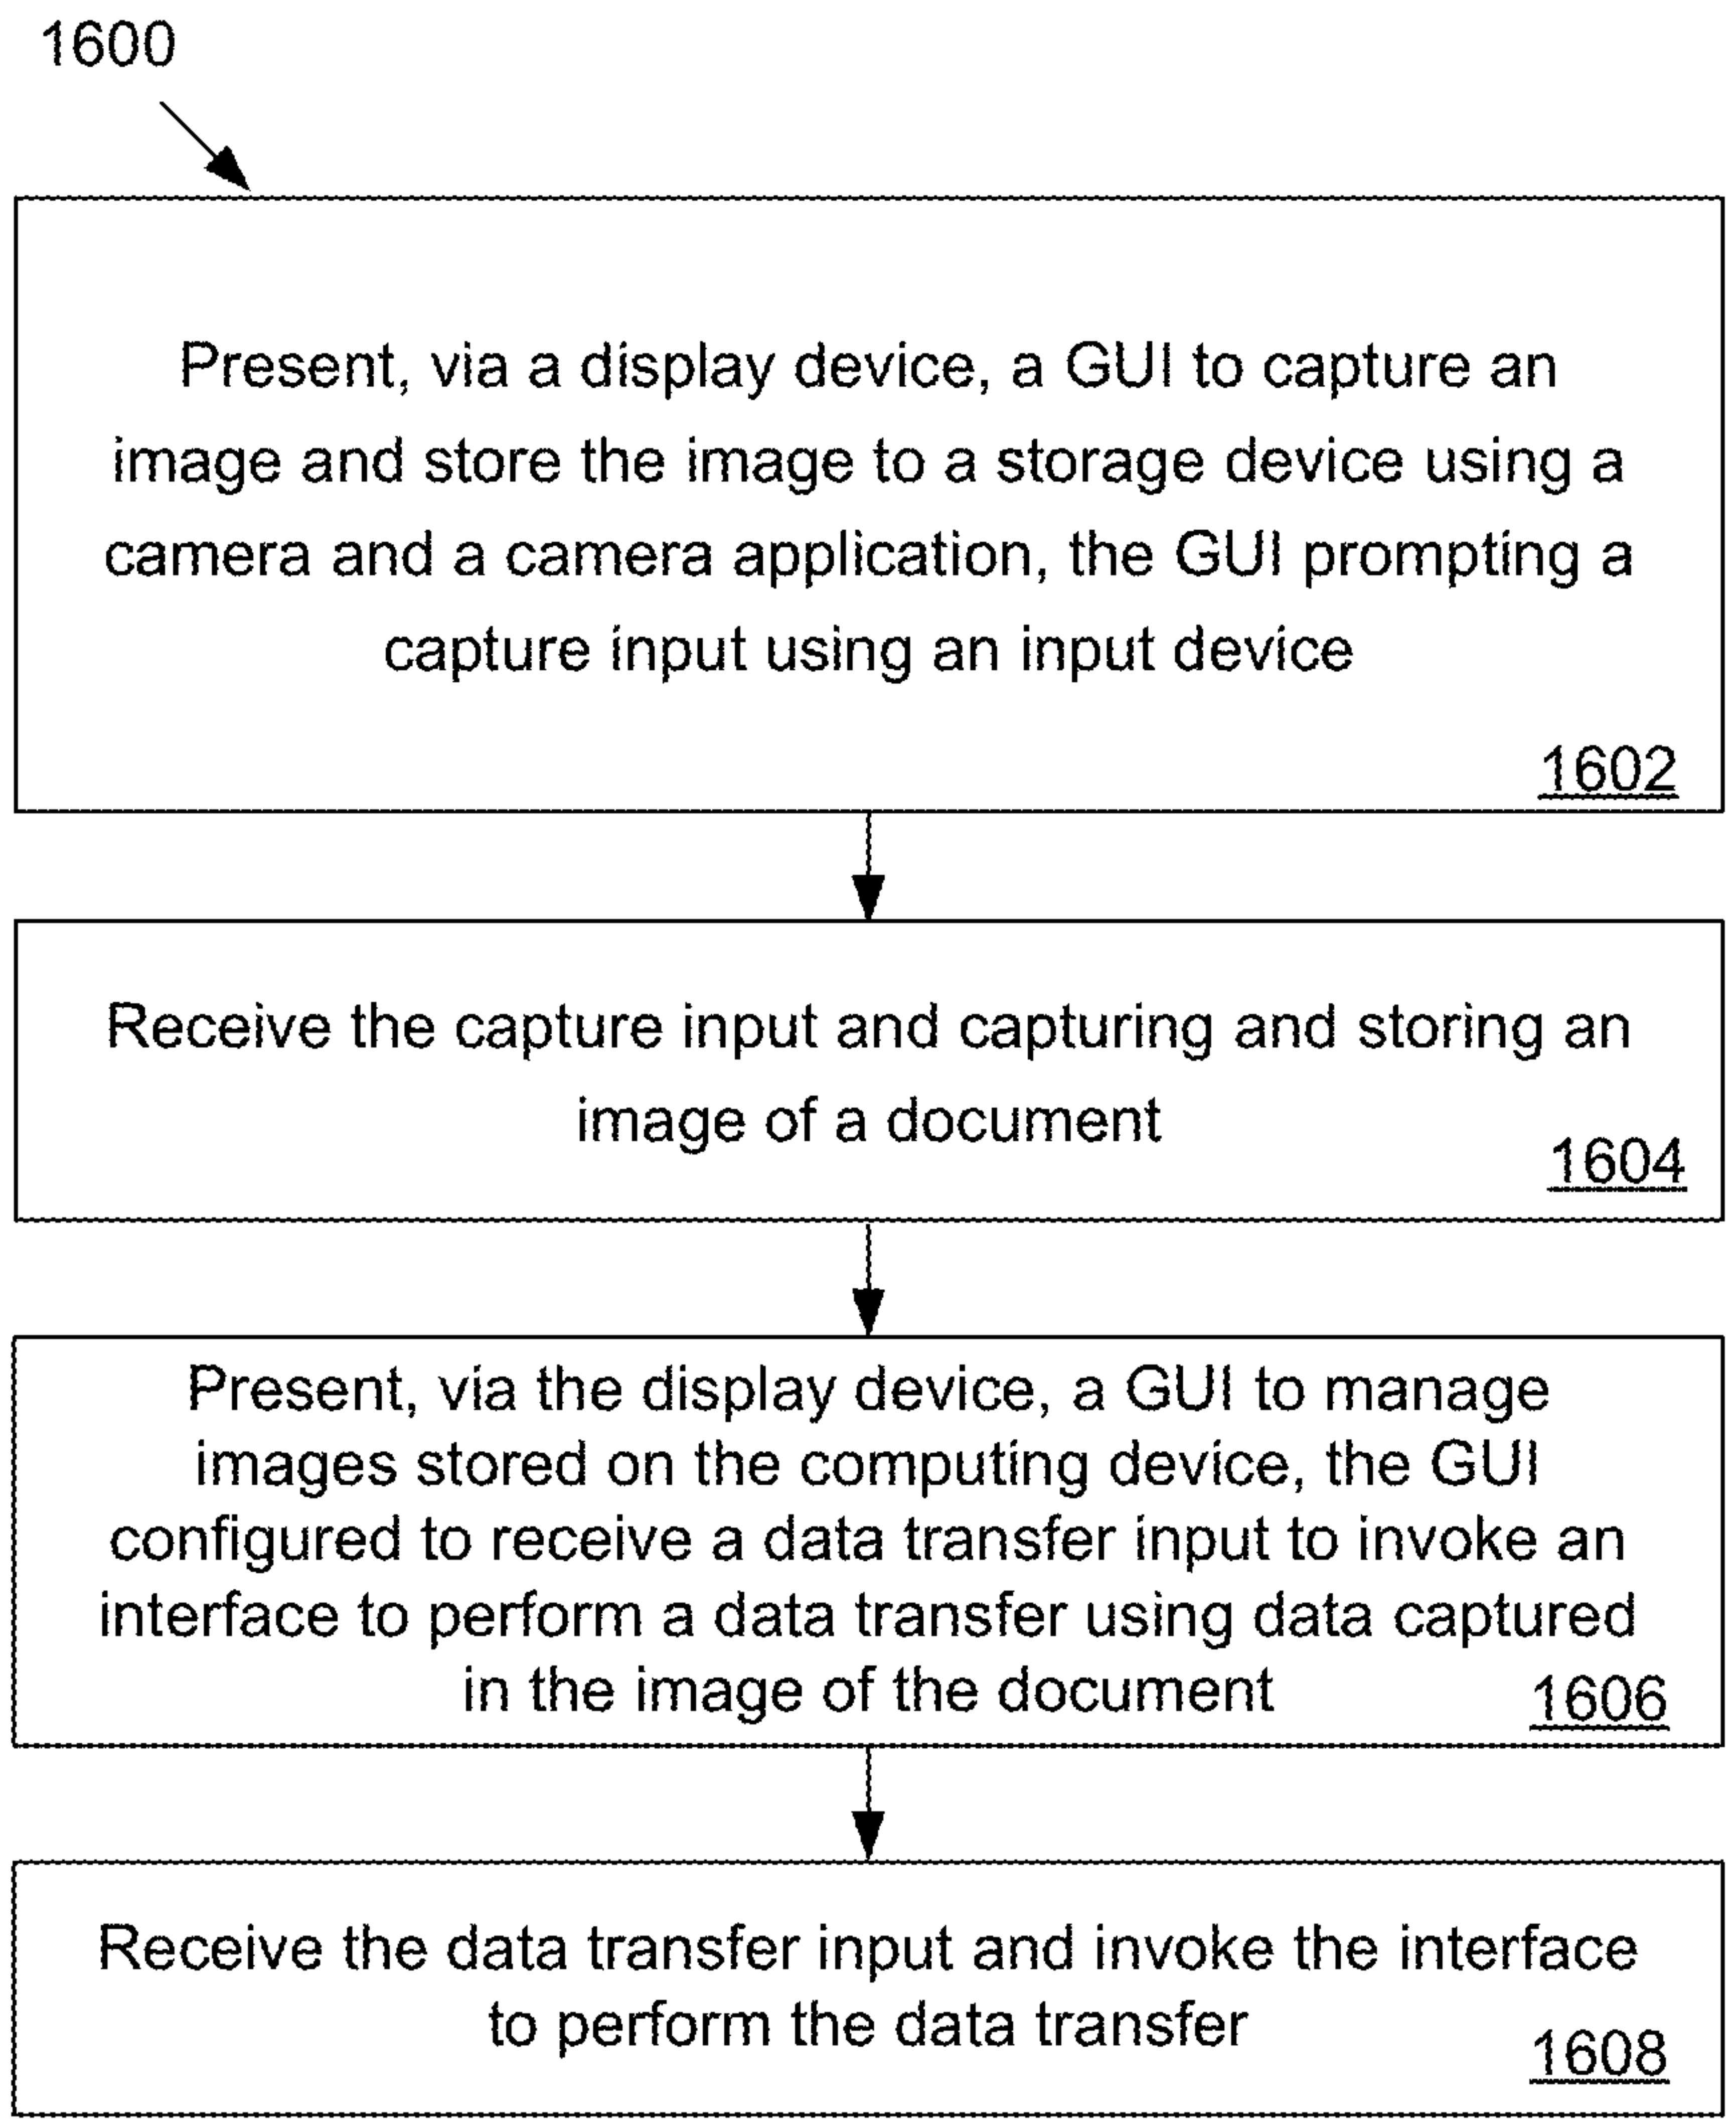 1600
Present, via a display device, a GUI to capture an
image and store the image to a storage device using a
camera and a camera application, the GUI prompting a
capture input using an input device
1602
Receive the capture input and capturing and storing an
image of a document
1604
Present, via the display device, a GUI to manage
images stored on the computing device, the GUI
configured to receive a data transfer input to invoke an
interface to perform a data transfer using data captured
in the image of the document
1606
Receive the data transfer input and invoke the interface
to perform the data transfer
1608